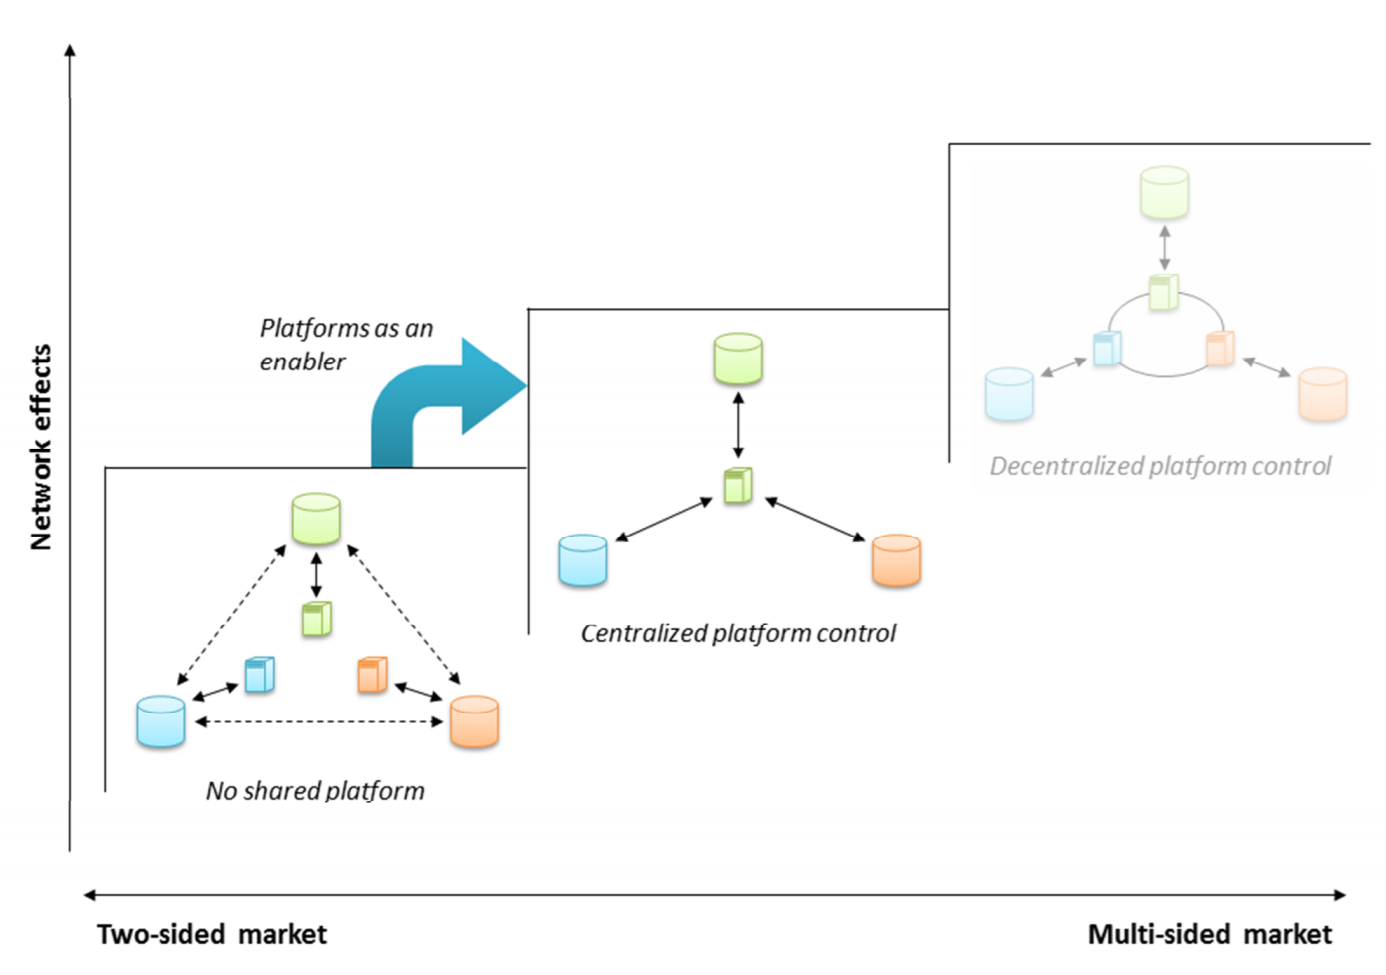 Network effects
Platforms as an
enabler
Decentralized platform control
Centralized platform control
No shared platform
Two-sided market
Multi-sided market